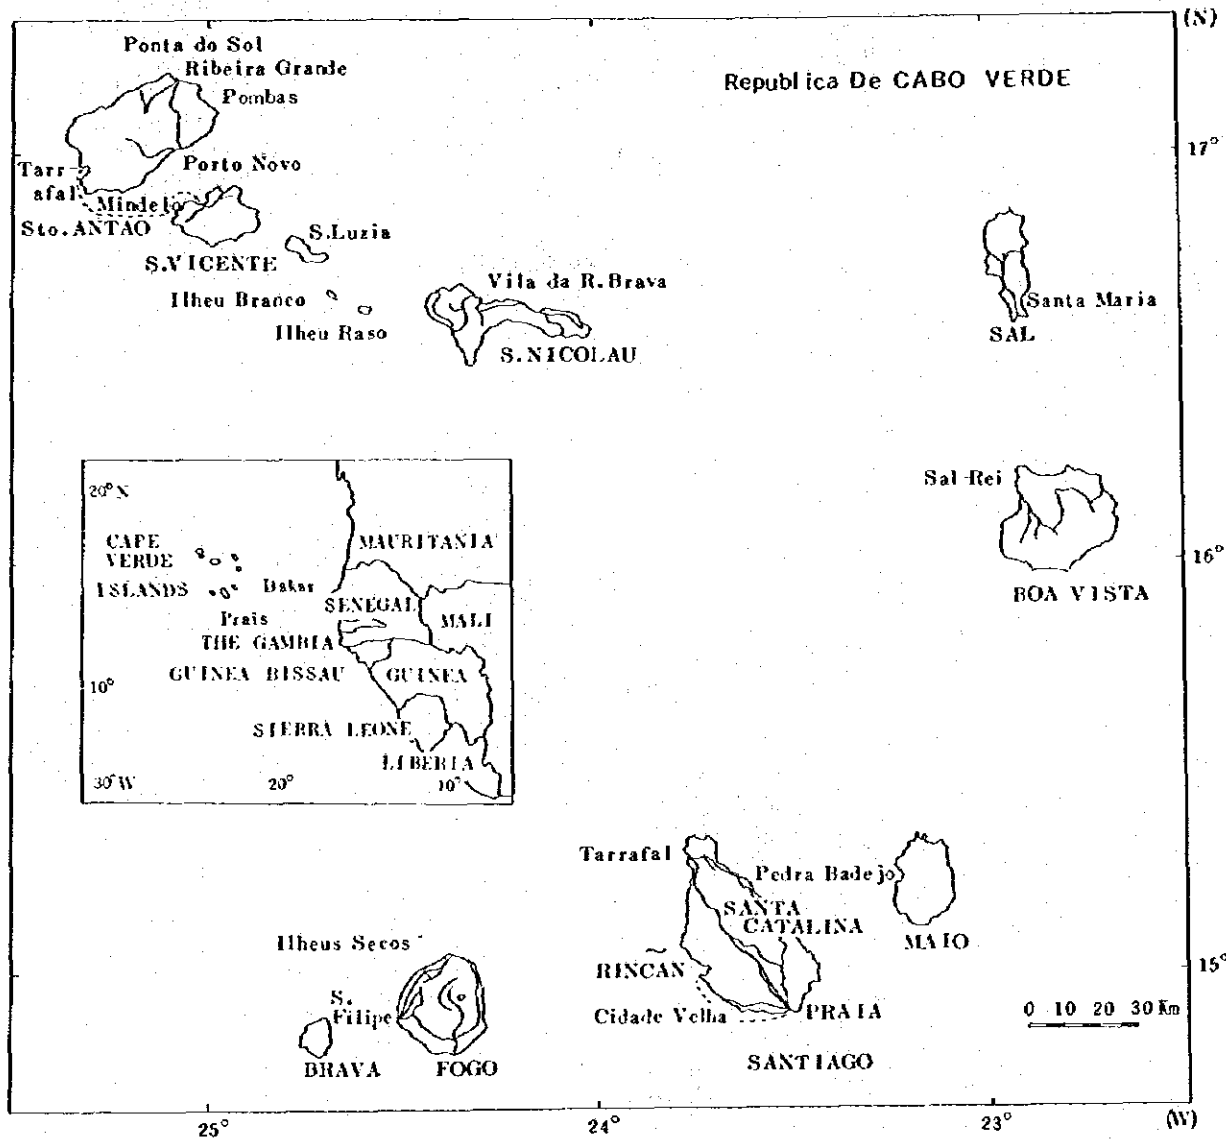 (N)
Ponta do Sol
Ribeira Grande
Pombas
Republica De CABO VERDE
17°
Tarr-
afal
Porto Novo
Mindelo
Sto.ANTAO
S.Luzia
S.VICENTE
Ilheu Branco
Ilheu Raso
Vila da R.Brava
S.NICOLAU
Santa Maria
SAL
Sal-Rei
16°
BOA VISTA
20°N
CAPE
VERDE
ISLANDS
MAURITANIA
Dakar
SENEGAL
MALI
Prais
THE GAMBIA
GUINEA BISSAU
GUINEA
10°
SIERRA LEONE
LIBERIA
30°W
20°
10°
Tarrafal
Pedra Badejo
SANTA
CATALINA
MAIO
Ilheus Secos
RINCAN
15°
S.
Filipe
Cidade Velha
PRAIA
0 10 20 30 Km
BRAVA
FOGO
SANTIAGO
25°
24°
23°
(W)